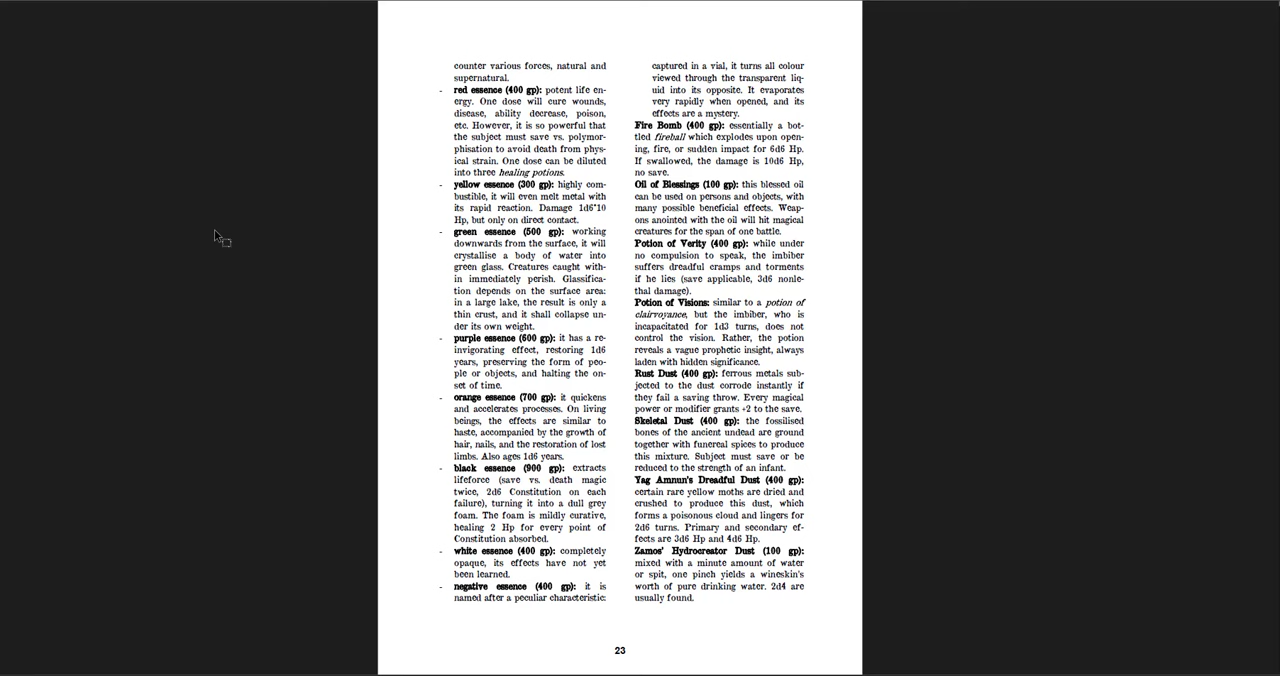 counter various forces, natural and
supernatural.
- red essence (400 gp): potent life en-
ergy. One dose will cure wounds,
disease, ability decrease, poison,
etc. However, it is so powerful that
the subject must save vs. polymor-
phisation to avoid death from phys-
ical strain. One dose can be diluted
into three healing potions.
- yellow essence (300 gp): highly com-
bustible, it will even melt metal with
its rapid reaction. Damage 1d6*10
Hp, but only on direct contact.
- green essence (500 gp): working
downwards from the surface, it will
crystallise a body of water into
green glass. Creatures caught with-
in immediately perish. Glassifica-
tion depends on the surface area:
in a large lake, the result is only a
thin crust, and it shall collapse un-
der its own weight.
- purple essence (600 gp): it has a re-
invigorating effect, restoring 1d6
years, preserving the form of peo-
ple or objects, and halting the on-
set of time.
- orange essence (700 gp): it quickens
and accelerates processes. On living
beings, the effects are similar to
haste, accompanied by the growth of
hair, nails, and the restoration of lost
limbs. Also ages 1d6 years.
- black essence (900 gp): extracts
lifeforce (save vs. death magic
twice, 2d6 Constitution on each
failure), turning it into a dull grey
foam. The foam is mildly curative,
healing 2 Hp for every point of
Constitution absorbed.
- white essence (400 gp): completely
opaque, its effects have not yet
been learned.
- negative essence (400 gp): it is
named after a peculiar characteristic:
captured in a vial, it turns all colour
viewed through the transparent liq-
uid into its opposite. It evaporates
very rapidly when opened, and its
effects are a mystery.
Fire Bomb (400 gp): essentially a bot-
tled fireball which explodes upon open-
ing, fire, or sudden impact for 6d6 Hp.
If swallowed, the damage is 10d6 Hp,
no save.
Oil of Blessings (100 gp): this blessed oil
can be used on persons and objects, with
many possible beneficial effects. Weap-
ons anointed with the oil will hit magical
creatures for the span of one battle.
Potion of Verity (400 gp): while under
no compulsion to speak, the imbiber
suffers dreadful cramps and torments
if he lies (save applicable, 3d6 nonle-
thal damage).
Potion of Visions: similar to a potion of
clairvoyance, but the imbiber, who is
incapacitated for 1d3 turns, does not
control the vision. Rather, the potion
reveals a vague prophetic insight, always
laden with hidden significance.
Rust Dust (400 gp): ferrous metals sub-
jected to the dust corrode instantly if
they fail a saving throw. Every magical
power or modifier grants +2 to the save.
Skeletal Dust (400 gp): the fossilised
bones of the ancient undead are ground
together with funereal spices to produce
this mixture. Subject must save or be
reduced to the strength of an infant.
Yag Amnun's Dreadful Dust (400 gp):
certain rare yellow moths are dried and
crushed to produce this dust, which
forms a poisonous cloud and lingers for
2d6 turns. Primary and secondary ef-
fects are 3d6 Hp and 4d6 Hp.
Zamos' Hydrocreator Dust (100 gp):
mixed with a minute amount of water
or spit, one pinch yields a wineskin's
worth of pure drinking water. 2d4 are
usually found.
23